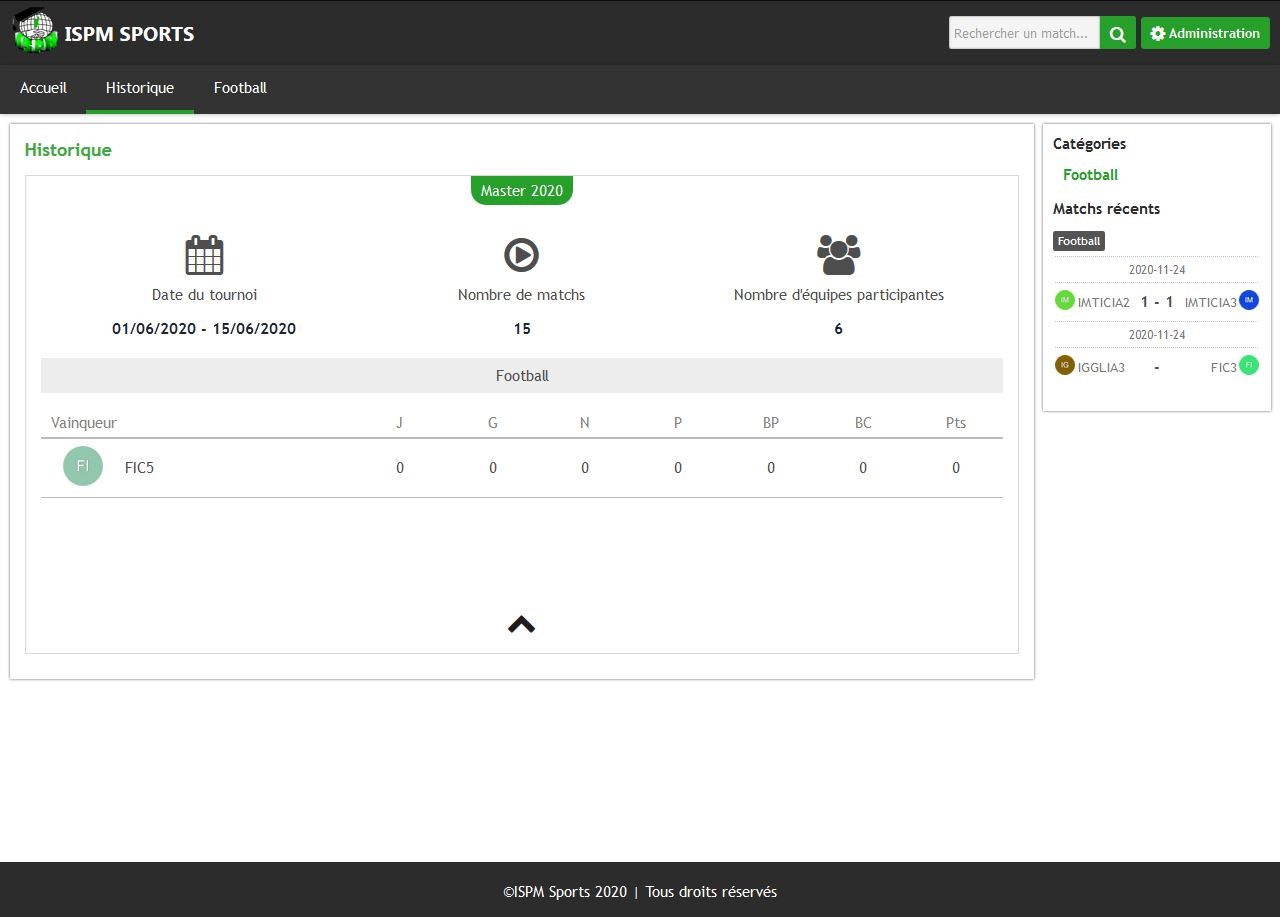 ISPM SPORTS
Rechercher un match...
Administration
Accueil Historique Football
Historique
Master 2020
Date du tournoi Nombre de matchs Nombre d'équipes participantes
01/06/2020 - 15/06/2020 15 6
Football
Vainqueur J G N P BP BC Pts
FI FIC5 0 0 0 0 0 0 0
Catégories
Football
Matchs récents
Football
2020-11-24
IM IMTICIA2 1 - 1 IMTICIA3 IM
2020-11-24
IG IGGLIA3 - FIC3 FI
©ISPM Sports 2020 | Tous droits réservés